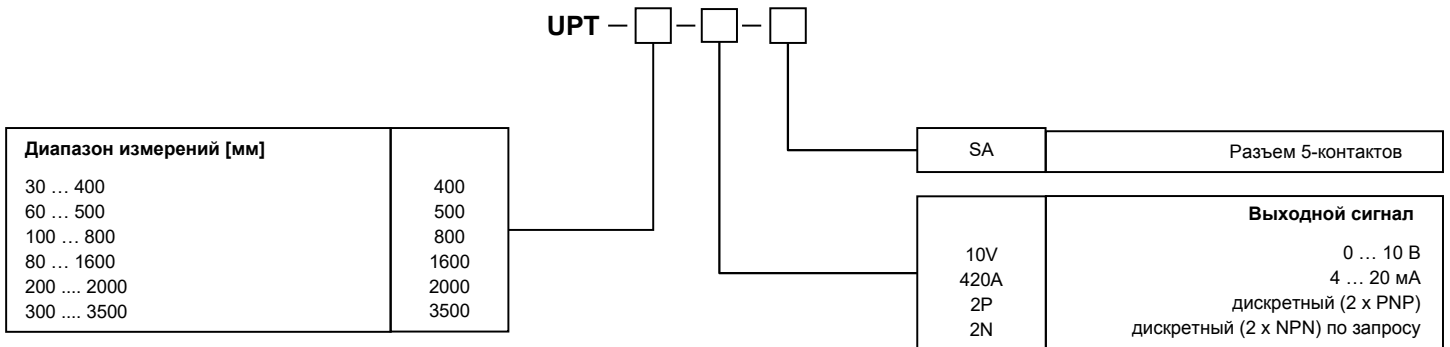 UPT – –  –
Диапазон измерений [мм]
30 … 400 400
60 … 500 500
100 … 800 800
80 … 1600 1600
200 .... 2000 2000
300 .... 3500 3500
SA Разъем 5-контактов
Выходной сигнал
10V 0 … 10 В
420A 4 … 20 мА
2P дискретный (2 x PNP)
2N дискретный (2 x NPN) по запросу